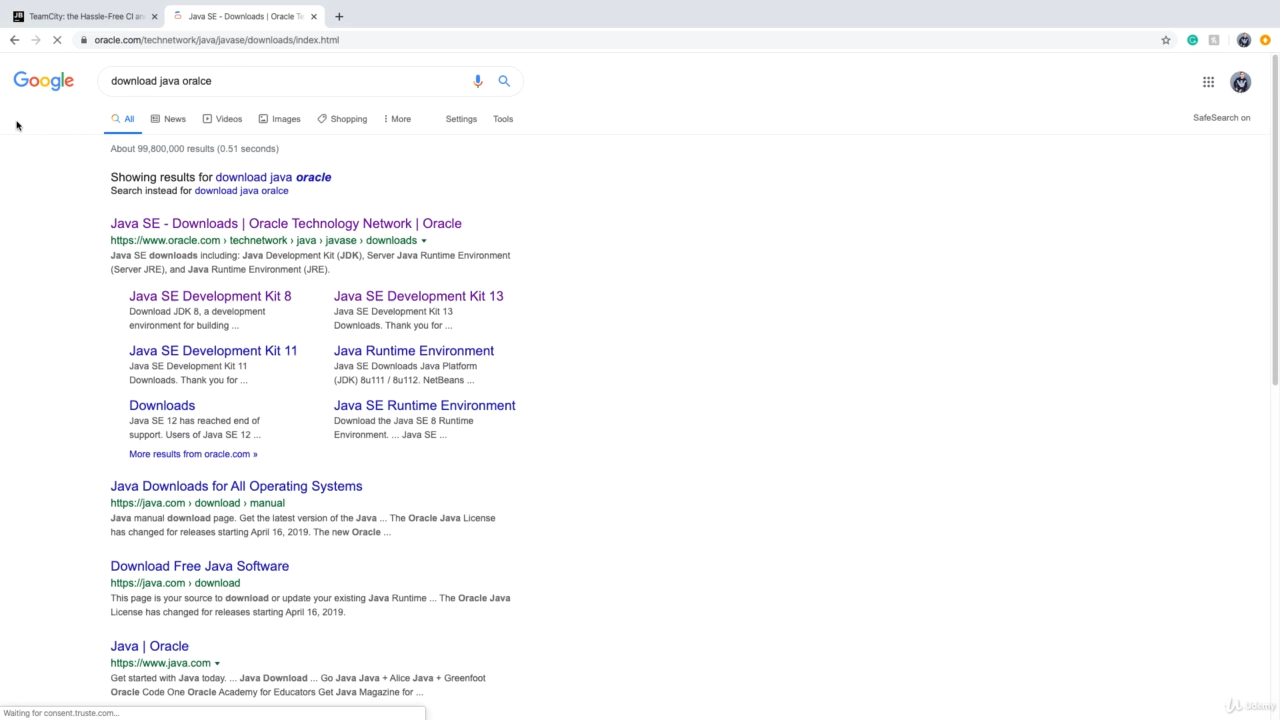 TeamCity: the Hassle-Free CI an
Java SE - Downloads | Oracle Te
oracle.com/technetwork/java/javase/downloads/index.html
Google
download java oralce
All
News
Videos
Images
Shopping
More
Settings
Tools
SafeSearch on
About 99,800,000 results (0.51 seconds)
Showing results for download java oracle
Search instead for download java oralce
Java SE - Downloads | Oracle Technology Network | Oracle
https://www.oracle.com › technetwork › java › javase › downloads
Java SE downloads including: Java Development Kit (JDK), Server Java Runtime Environment
(Server JRE), and Java Runtime Environment (JRE).
Java SE Development Kit 8
Download JDK 8, a development
environment for building ...
Java SE Development Kit 13
Java SE Development Kit 13
Downloads. Thank you for ...
Java SE Development Kit 11
Java SE Development Kit 11
Downloads. Thank you for ...
Java Runtime Environment
Java SE Downloads Java Platform
(JDK) 8u111 / 8u112. NetBeans ...
Downloads
Java SE 12 has reached end of
support. Users of Java SE 12 ...
Java SE Runtime Environment
Download the Java SE 8 Runtime
Environment. ... Java SE ...
More results from oracle.com »
Java Downloads for All Operating Systems
https://java.com › download › manual
Java manual download page. Get the latest version of the Java ... The Oracle Java License
has changed for releases starting April 16, 2019. The new Oracle ...
Download Free Java Software
https://java.com › download
This page is your source to download or update your existing Java Runtime ... The Oracle Java
License has changed for releases starting April 16, 2019.
Java | Oracle
https://www.java.com
Get started with Java today. ... Java Download ... Go Java Java + Alice Java + Greenfoot
Oracle Code One Oracle Academy for Educators Get Java Magazine for ...
Waiting for consent.truste.com...
Udemy